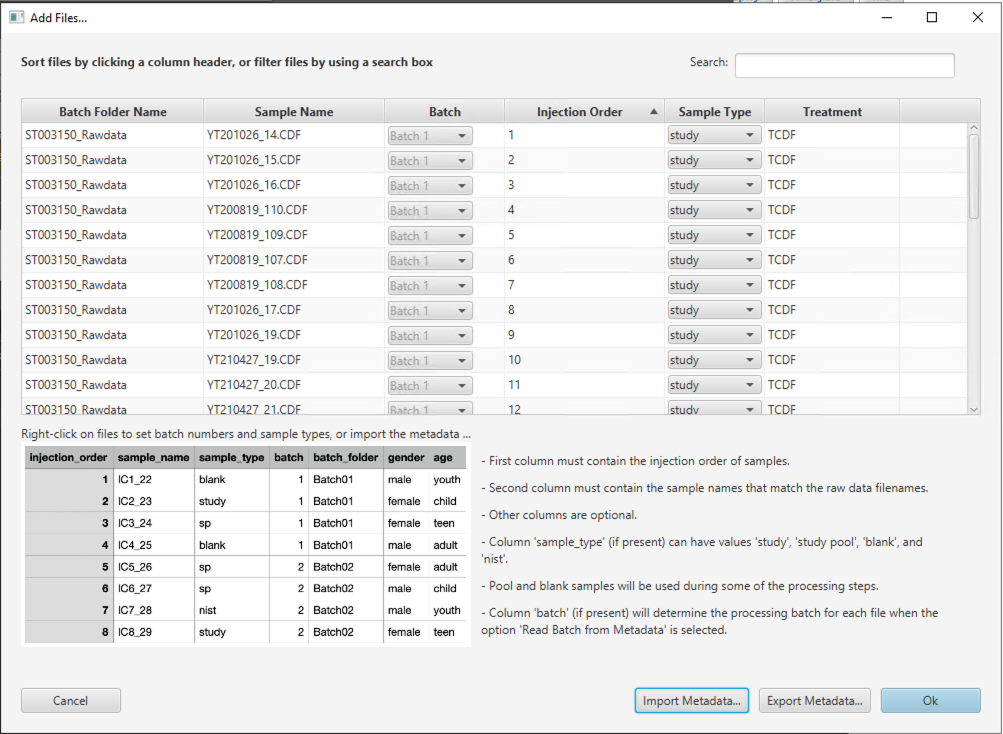 Add Files...
Sort files by clicking a column header, or filter files by using a search box Search:
Batch Folder Name Sample Name Batch Injection Order Sample Type Treatment
ST003150_Rawdata YT201026_14.CDF Batch 1 1 study TCDF
ST003150_Rawdata YT201026_15.CDF Batch 1 2 study TCDF
ST003150_Rawdata YT201026_16.CDF Batch 1 3 study TCDF
ST003150_Rawdata YT200819_110.CDF Batch 1 4 study TCDF
ST003150_Rawdata YT200819_109.CDF Batch 1 5 study TCDF
ST003150_Rawdata YT200819_107.CDF Batch 1 6 study TCDF
ST003150_Rawdata YT200819_108.CDF Batch 1 7 study TCDF
ST003150_Rawdata YT201026_17.CDF Batch 1 8 study TCDF
ST003150_Rawdata YT201026_19.CDF Batch 1 9 study TCDF
ST003150_Rawdata YT210427_19.CDF Batch 1 10 study TCDF
ST003150_Rawdata YT210427_20.CDF Batch 1 11 study TCDF
ST003150_Rawdata YT210427_21.CDF Batch 1 12 study TCDF
Right-click on files to set batch numbers and sample types, or import the metadata ...
injection_order sample_name sample_type batch batch_folder gender age
1 IC1_22 blank 1 Batch01 male youth
2 IC2_23 study 1 Batch01 female child
3 IC3_24 sp 1 Batch01 female teen
4 IC4_25 blank 1 Batch01 male adult
5 IC5_26 sp 2 Batch02 female adult
6 IC6_27 sp 2 Batch02 male child
7 IC7_28 nist 2 Batch02 male youth
8 IC8_29 study 2 Batch02 female teen
- First column must contain the injection order of samples.
- Second column must contain the sample names that match the raw data filenames.
- Other columns are optional.
- Column 'sample_type' (if present) can have values 'study', 'study pool', 'blank', and
'nist'.
- Pool and blank samples will be used during some of the processing steps.
- Column 'batch' (if present) will determine the processing batch for each file when the
option 'Read Batch from Metadata' is selected.
Cancel Import Metadata... Export Metadata... Ok